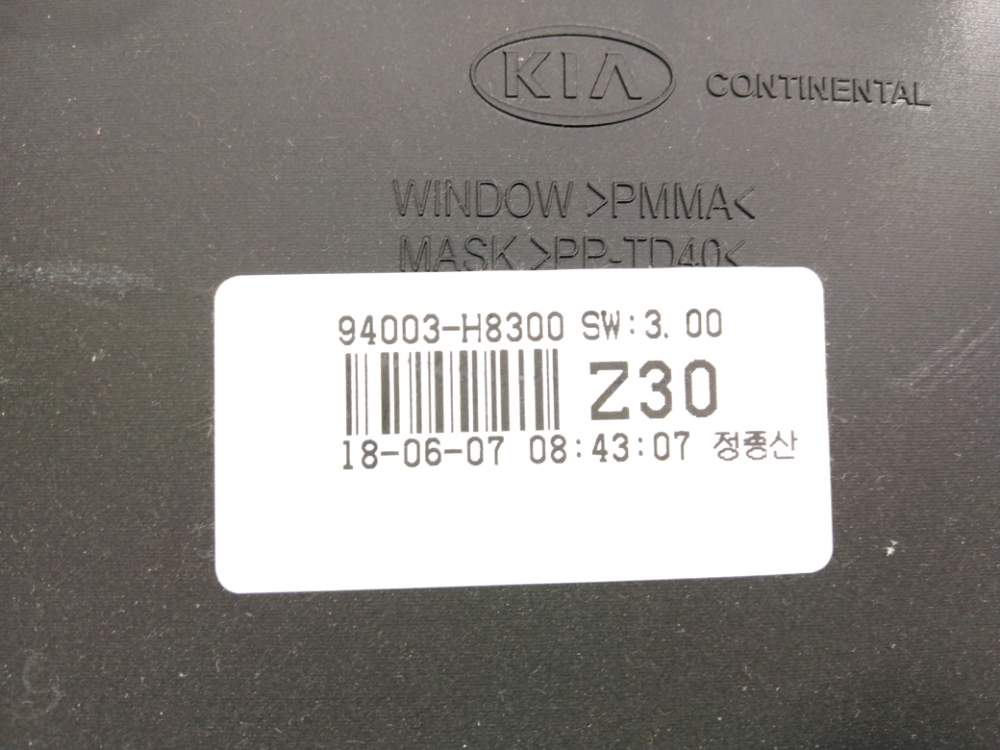 KIA CONTINENTAL
WINDOW >PMMA<
MASK >PP-TD40<
94003-H8300 SW:3.00
Z30
18-06-07 08:43:07 정종산